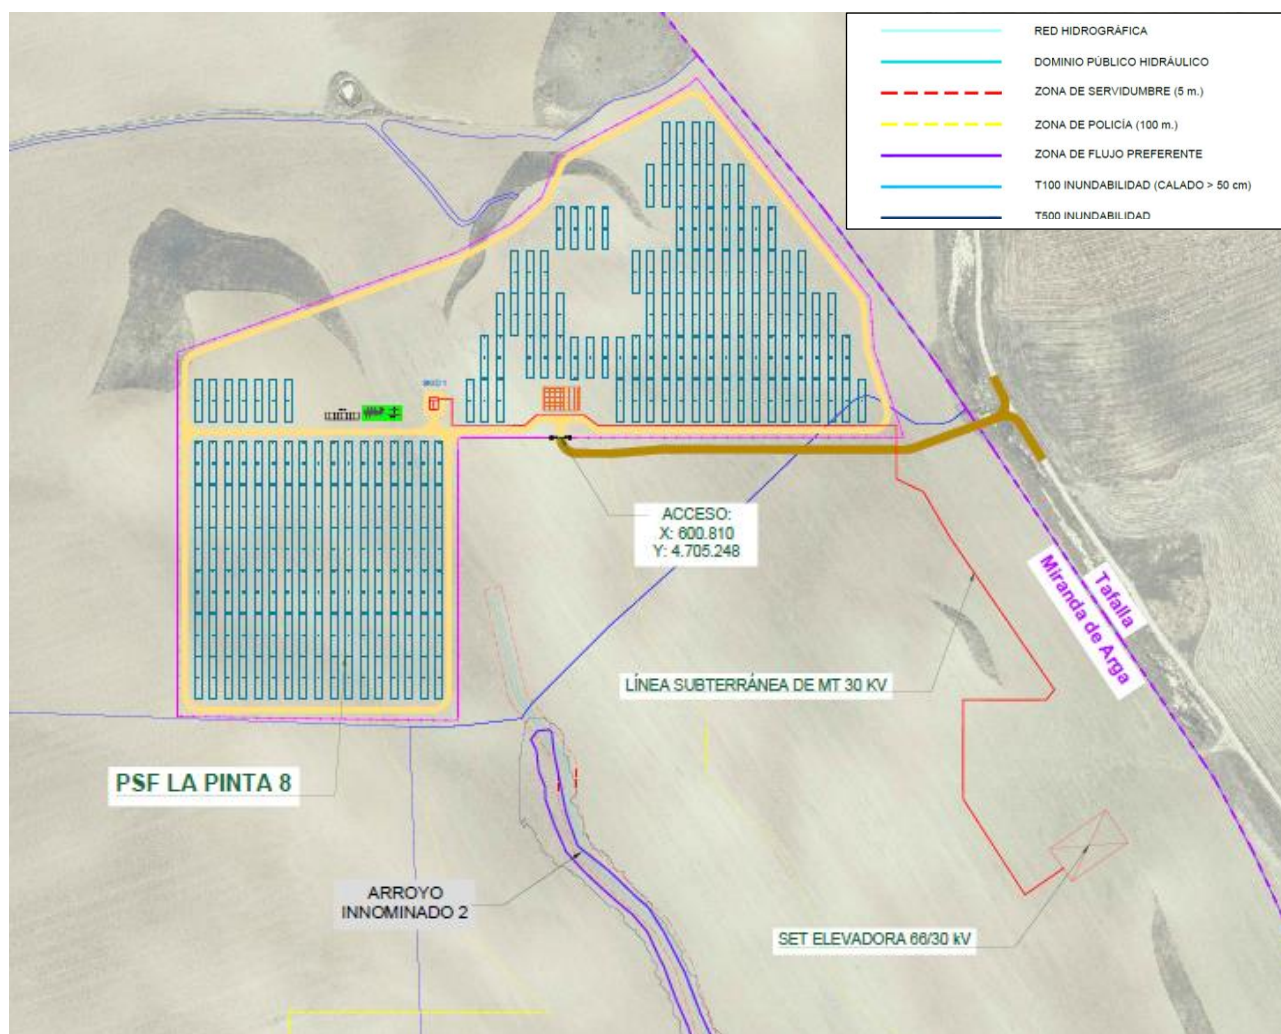 RED HIDROGRÁFICA
DOMINIO PÚBLICO HIDRÁULICO
ZONA DE SERVIDUMBRE (5 m.)
ZONA DE POLICÍA (100 m.)
ZONA DE FLUJO PREFERENTE
T100 INUNDABILIDAD (CALADO > 50 cm)
T500 INUNDABILIDAD
ACCESO:
X: 600.810
Y: 4.705.248
Tafalla
Miranda de Arga
LÍNEA SUBTERRÁNEA DE MT 30 KV
PSF LA PINTA 8
ARROYO
INNOMINADO 2
SET ELEVADORA 66/30 kV